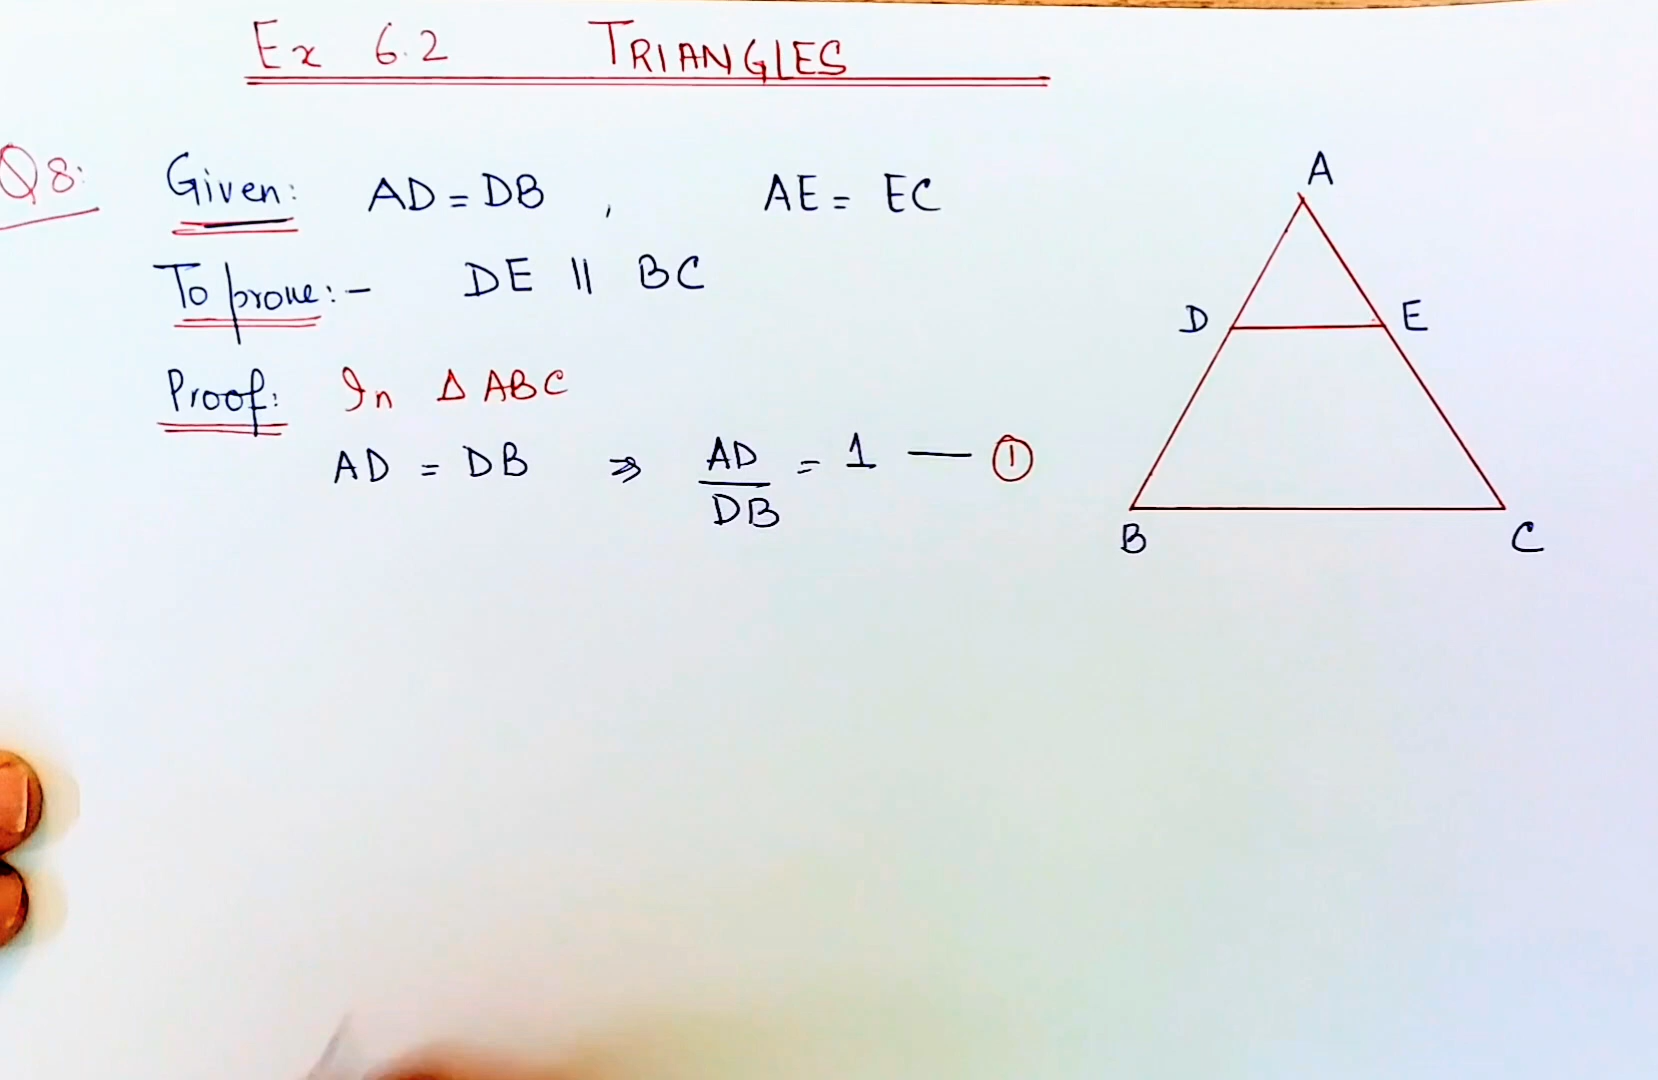 Ex 6.2 TRIANGLES
Q8:
Given: AD = DB , AE = EC
To prove:- DE || BC
Proof: In Δ ABC
AD = DB ⇒ AD/DB = 1 — ①
A
D E
B C